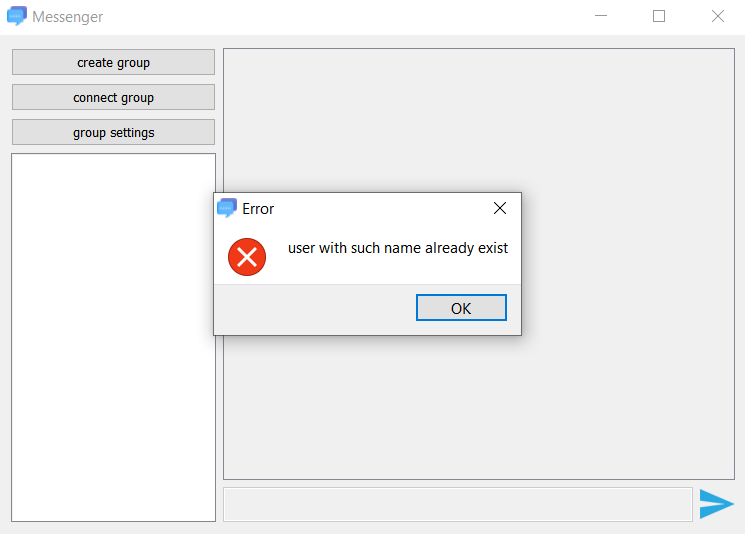 Messenger
create group
connect group
group settings
Error
user with such name already exist
OK